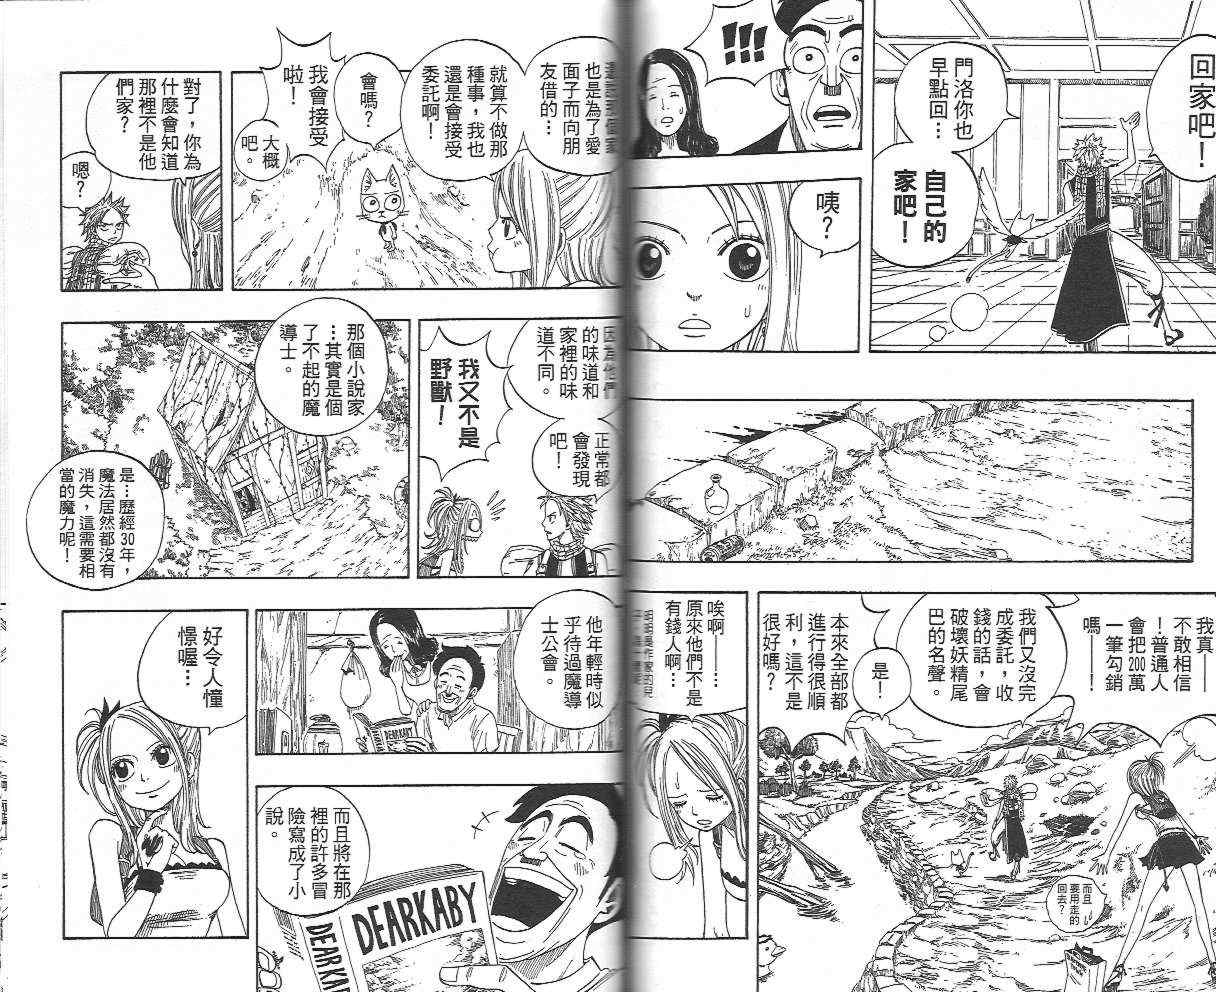 回家吧！
門洛你也
早點回…
自己的
家吧！
!!!
咦？
我真——
不敢相信
！普通人
會把200萬
一筆勾銷
嗎——！
我們又沒完
成委託，收
錢的話，會
破壞妖精尾
巴的名聲。
是！
本來全部都
進行得很順
利，這不是
很好嗎？
而且
要用走的
回去？
唉——
原來他們不是
有錢人啊…
也是為了愛
面子而向朋
友借的…
就算不做那
種事，我也
還是會接受
委託啊！
會嗎？
我會接受
啦！
大概
吧。
對了，你為
什麼會知道
那裡不是他
們家？
嗯？
因為他們
的味道和
家裡的味
道不同。
我又不是
野獸！
正常都
會發現
吧！
那個小說家
…其實是個
了不起的魔
導士。
是…歷經30年，
魔法居然都沒有
消失，這需要相
當的魔力呢！
他年輕時似
乎待過魔導
士公會。
DEARKABY
而且將在那
裡的許多冒
險寫成了小
說。
DEARKABY
好令人憧
憬喔…